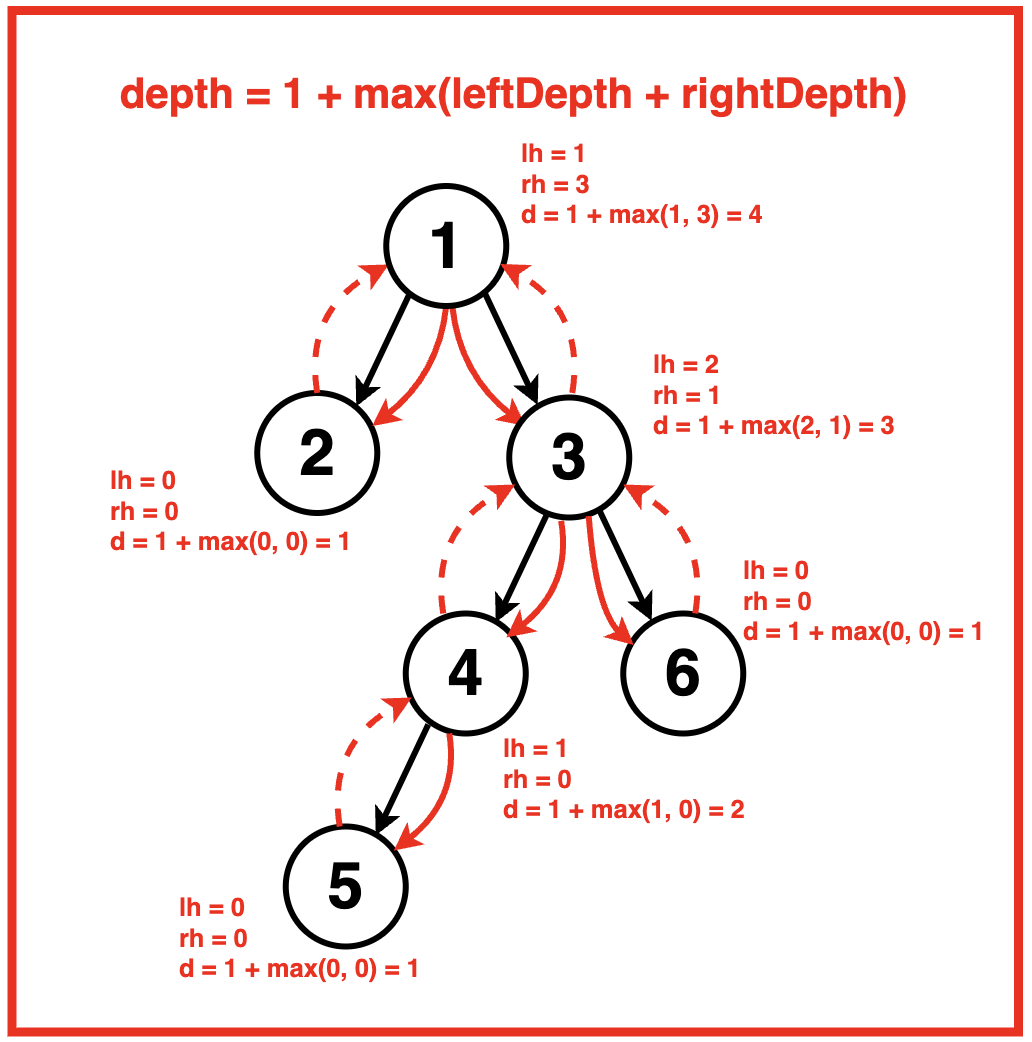 depth = 1 + max(leftDepth + rightDepth)
lh = 1
rh = 3
d = 1 + max(1, 3) = 4
1
lh = 2
rh = 1
d = 1 + max(2, 1) = 3
2
3
lh = 0
rh = 0
d = 1 + max(0, 0) = 1
lh = 0
rh = 0
d = 1 + max(0, 0) = 1
4
6
lh = 1
rh = 0
d = 1 + max(1, 0) = 2
5
lh = 0
rh = 0
d = 1 + max(0, 0) = 1